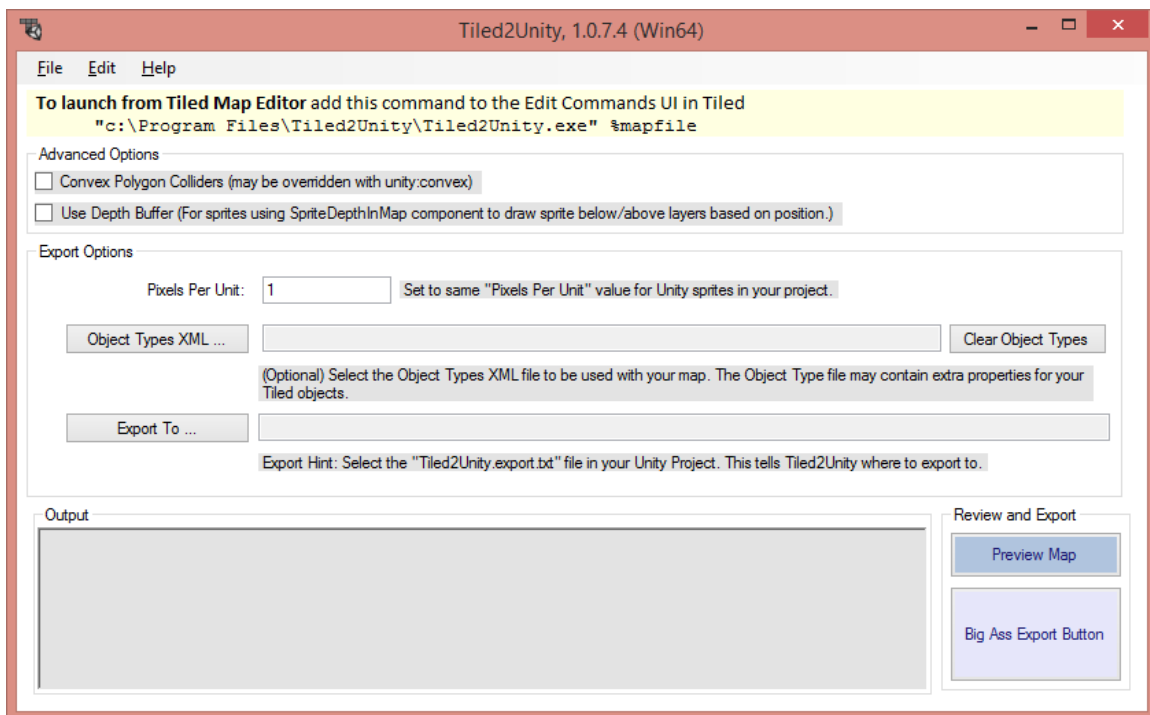 Tiled2Unity, 1.0.7.4 (Win64)
File Edit Help
To launch from Tiled Map Editor add this command to the Edit Commands UI in Tiled
"c:\Program Files\Tiled2Unity\Tiled2Unity.exe" %mapfile
Advanced Options
Convex Polygon Colliders (may be overridden with unity:convex)
Use Depth Buffer (For sprites using SpriteDepthInMap component to draw sprite below/above layers based on position.)
Export Options
Pixels Per Unit: 1 Set to same "Pixels Per Unit" value for Unity sprites in your project.
Object Types XML ... Clear Object Types
(Optional) Select the Object Types XML file to be used with your map. The Object Type file may contain extra properties for your
Tiled objects.
Export To ...
Export Hint: Select the "Tiled2Unity.export.txt" file in your Unity Project. This tells Tiled2Unity where to export to.
Output
Review and Export
Preview Map
Big Ass Export Button